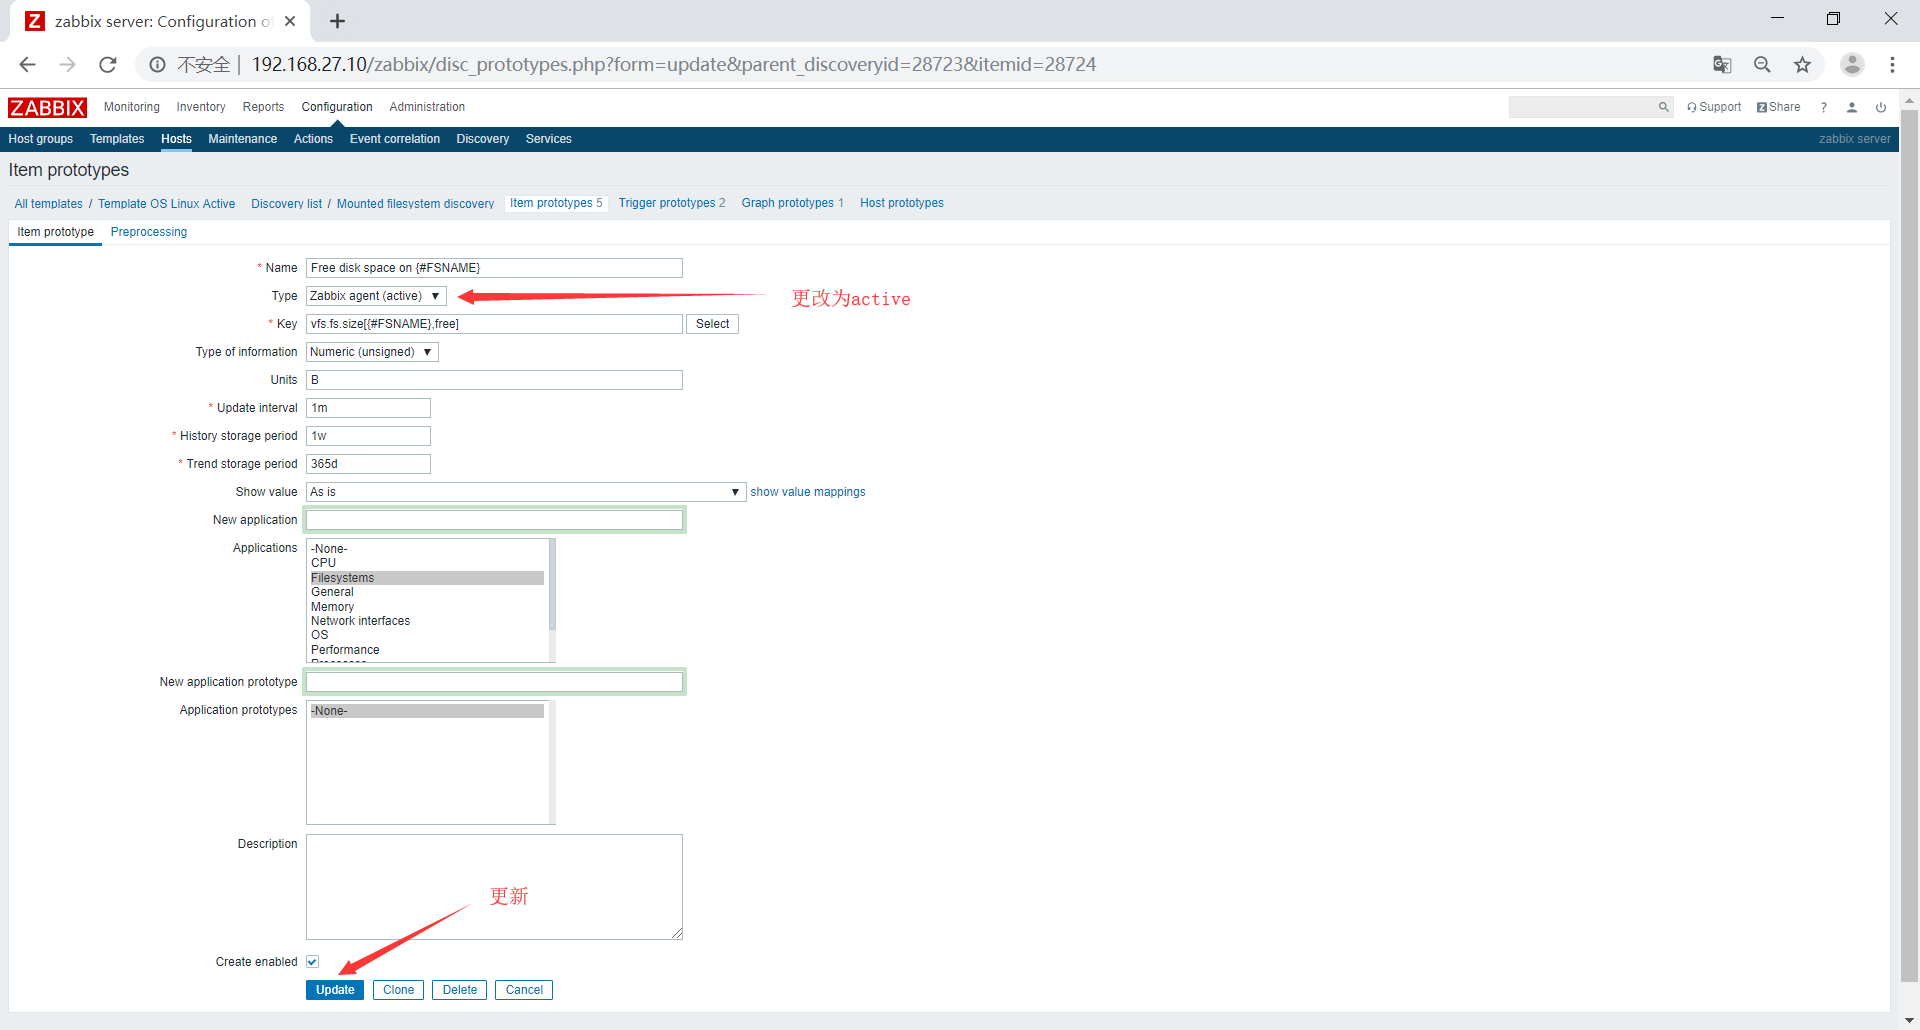 Z zabbix server: Configuration o
不安全 | 192.168.27.10/zabbix/disc_prototypes.php?form=update&parent_discoveryid=28723&itemid=28724
ZABBIX Monitoring Inventory Reports Configuration Administration Support Z Share ?
Host groups Templates Hosts Maintenance Actions Event correlation Discovery Services zabbix server
Item prototypes
All templates / Template OS Linux Active Discovery list / Mounted filesystem discovery Item prototypes 5 Trigger prototypes 2 Graph prototypes 1 Host prototypes
Item prototype Preprocessing
* Name Free disk space on {#FSNAME}
Type Zabbix agent (active) 更改为active
* Key vfs.fs.size[{#FSNAME},free] Select
Type of information Numeric (unsigned)
Units B
* Update interval 1m
* History storage period 1w
* Trend storage period 365d
Show value As is show value mappings
New application
Applications -None-
CPU
Filesystems
General
Memory
Network interfaces
OS
Performance
New application prototype
Application prototypes -None-
Description
更新
Create enabled
Update Clone Delete Cancel